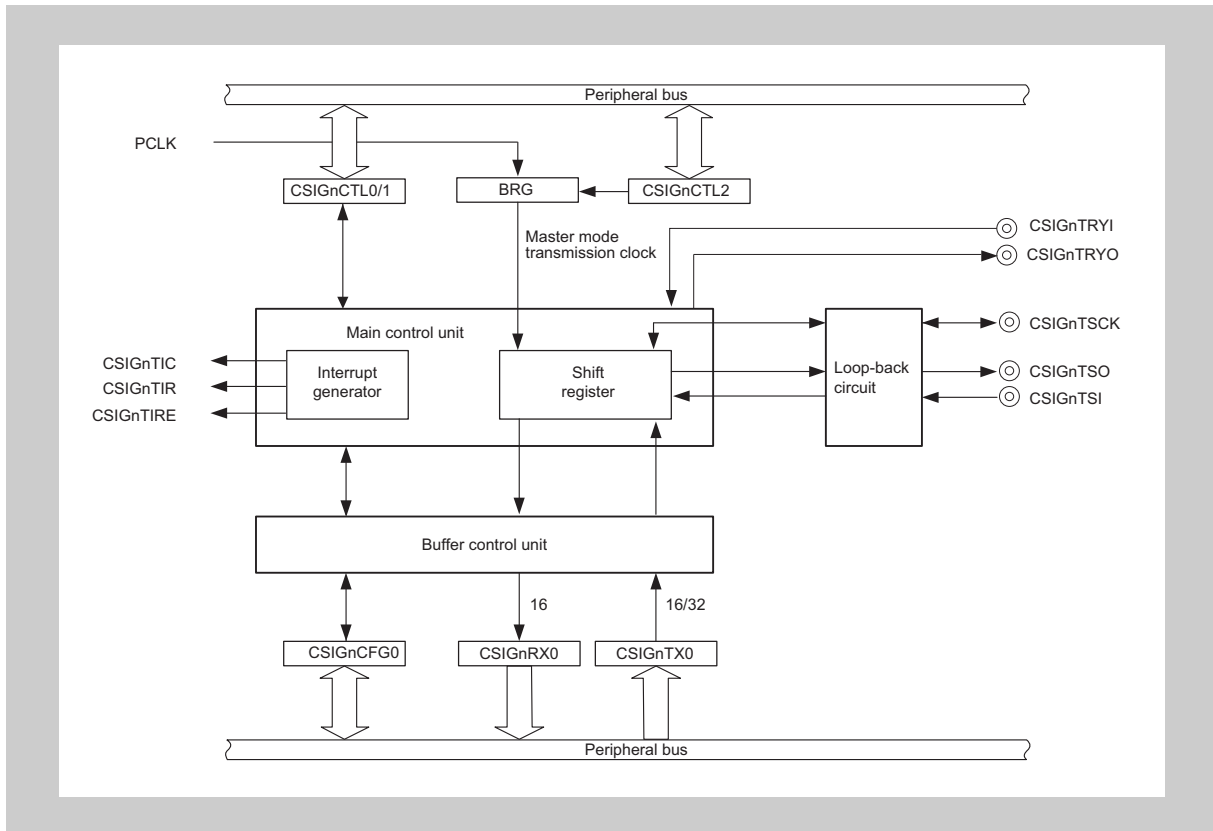 Peripheral bus
PCLK
CSIGnCTL0/1
BRG
CSIGnCTL2
Master mode
transmission clock
CSIGnTRYI
CSIGnTRYO
Main control unit
CSIGnTSCK
CSIGnTIC
CSIGnTIR
CSIGnTIRE
Interrupt
generator
Shift
register
Loop-back
circuit
CSIGnTSO
CSIGnTSI
Buffer control unit
16
16/32
CSIGnCFG0
CSIGnRX0
CSIGnTX0
Peripheral bus